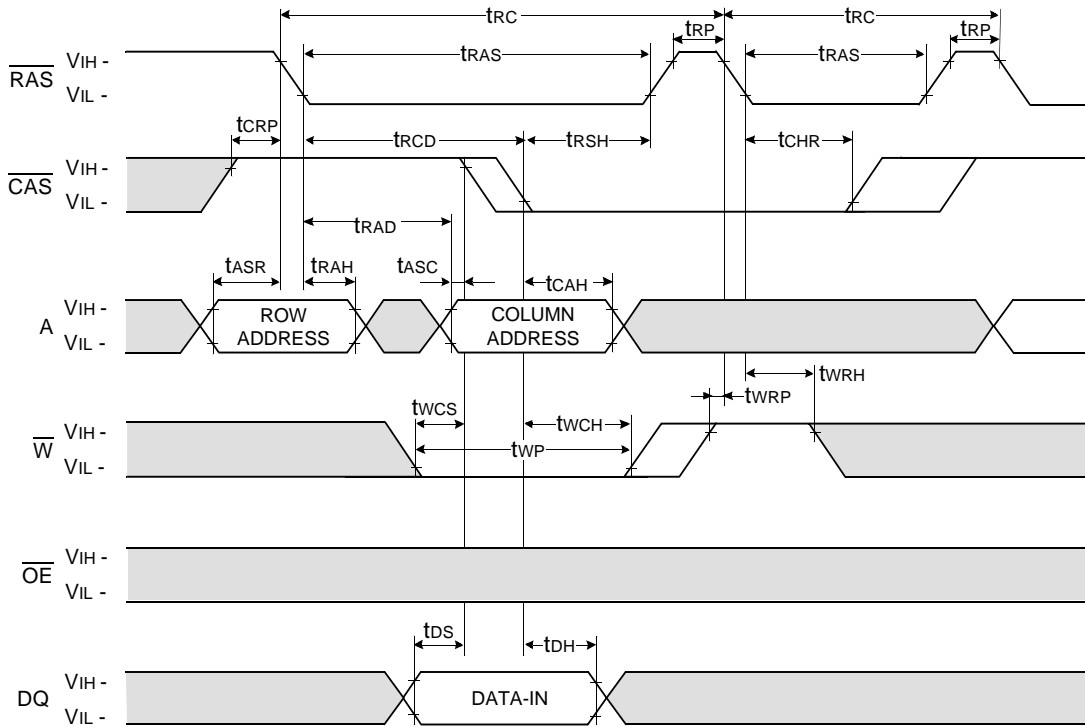 tRC tRC
tRP tRP
tRAS tRAS
RAS VIH -
VIL -
tCRP tRCD tRSH tCHR
CAS VIH -
VIL -
tRAD
tASR tRAH tASC tCAH
A VIH -
VIL -
ROW
ADDRESS
COLUMN
ADDRESS
tWRH
tWRP
tWCS tWCH
tWP
W VIH -
VIL -
OE VIH -
VIL -
tDS tDH
DQ VIH -
VIL -
DATA-IN